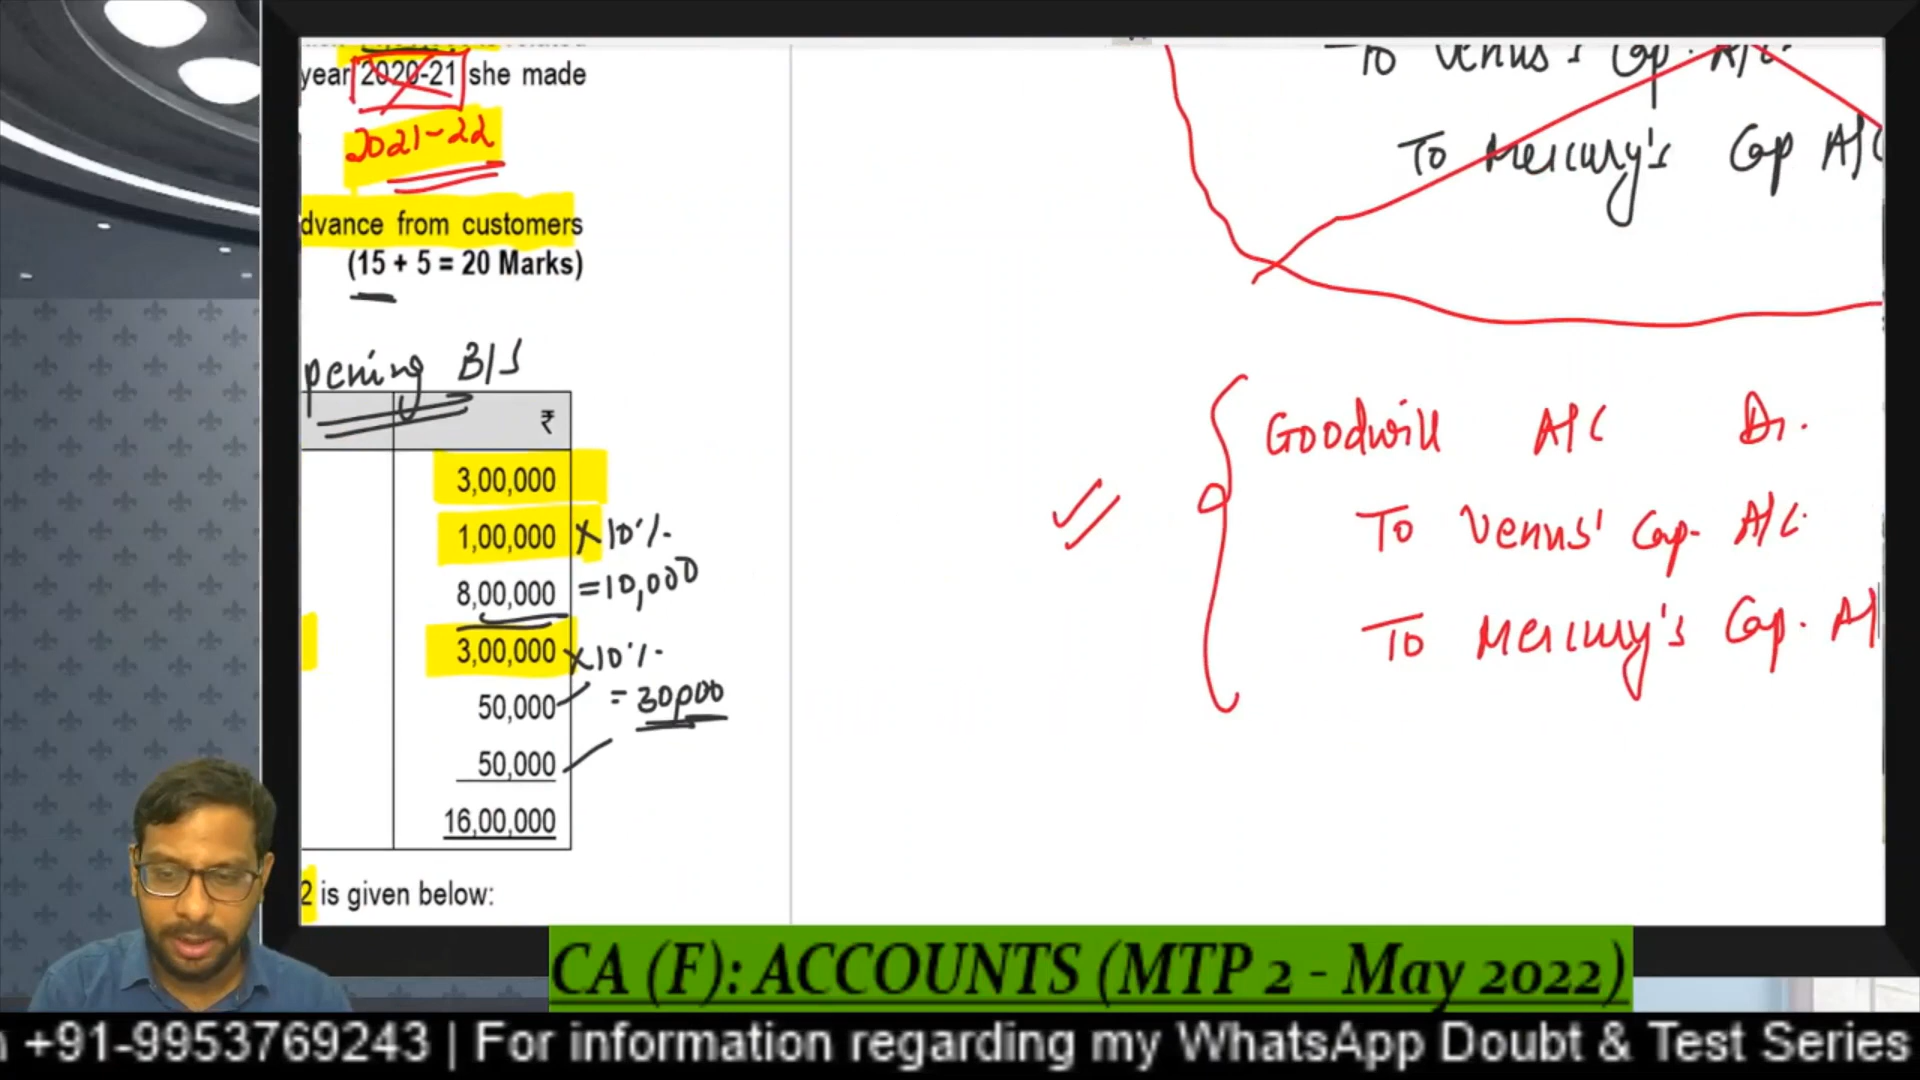 year 2020-21 she made
2021-22
dvance from customers
(15 + 5 = 20 Marks)
pening B/S
₹
3,00,000
1,00,000 × 10%
8,00,000 = 10,000
3,00,000 × 10%
50,000 = 30,000
50,000
16,00,000
2 is given below:
To Venus's Cap. A/C
To Mercury's Cap A/C
Goodwill A/C Dr.
To Venus' Cap. A/C.
To Mercury's Cap. A/
CA (F): ACCOUNTS (MTP 2 - May 2022)
+91-9953769243 | For information regarding my WhatsApp Doubt & Test Series